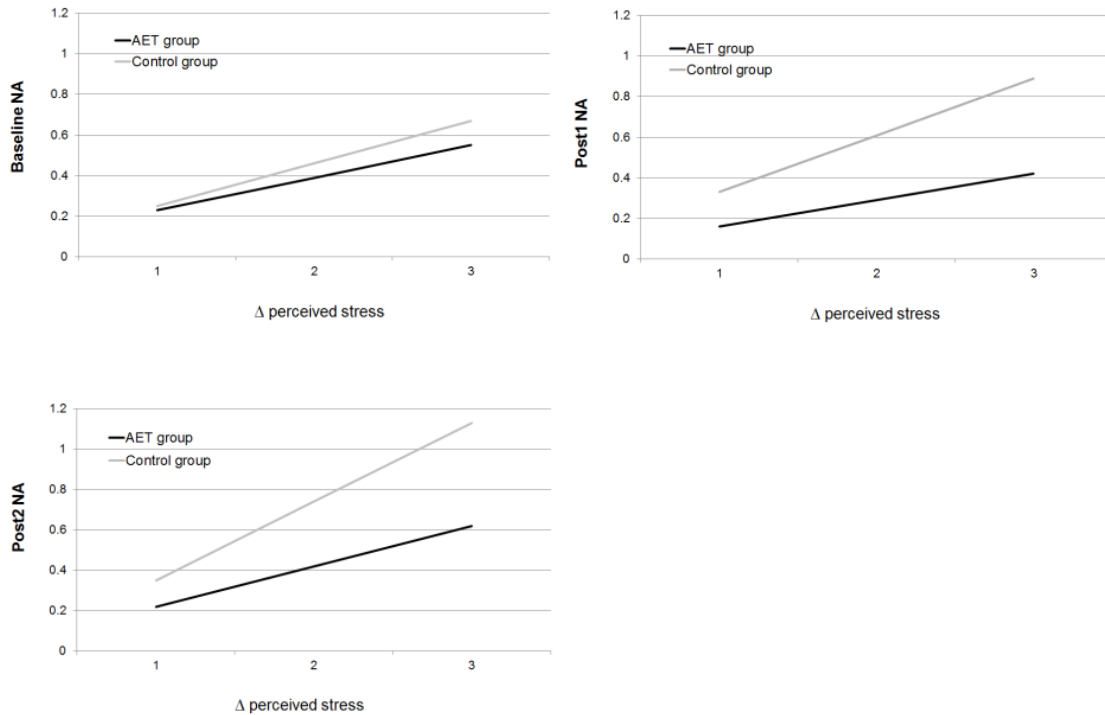 1.2
1
0.8
0.6
0.4
0.2
0
Baseline NA
AET group
Control group
1 2 3
Δ perceived stress
1.2
1
0.8
0.6
0.4
0.2
0
Post1 NA
AET group
Control group
1 2 3
Δ perceived stress
1.2
1
0.8
0.6
0.4
0.2
0
Post2 NA
AET group
Control group
1 2 3
Δ perceived stress